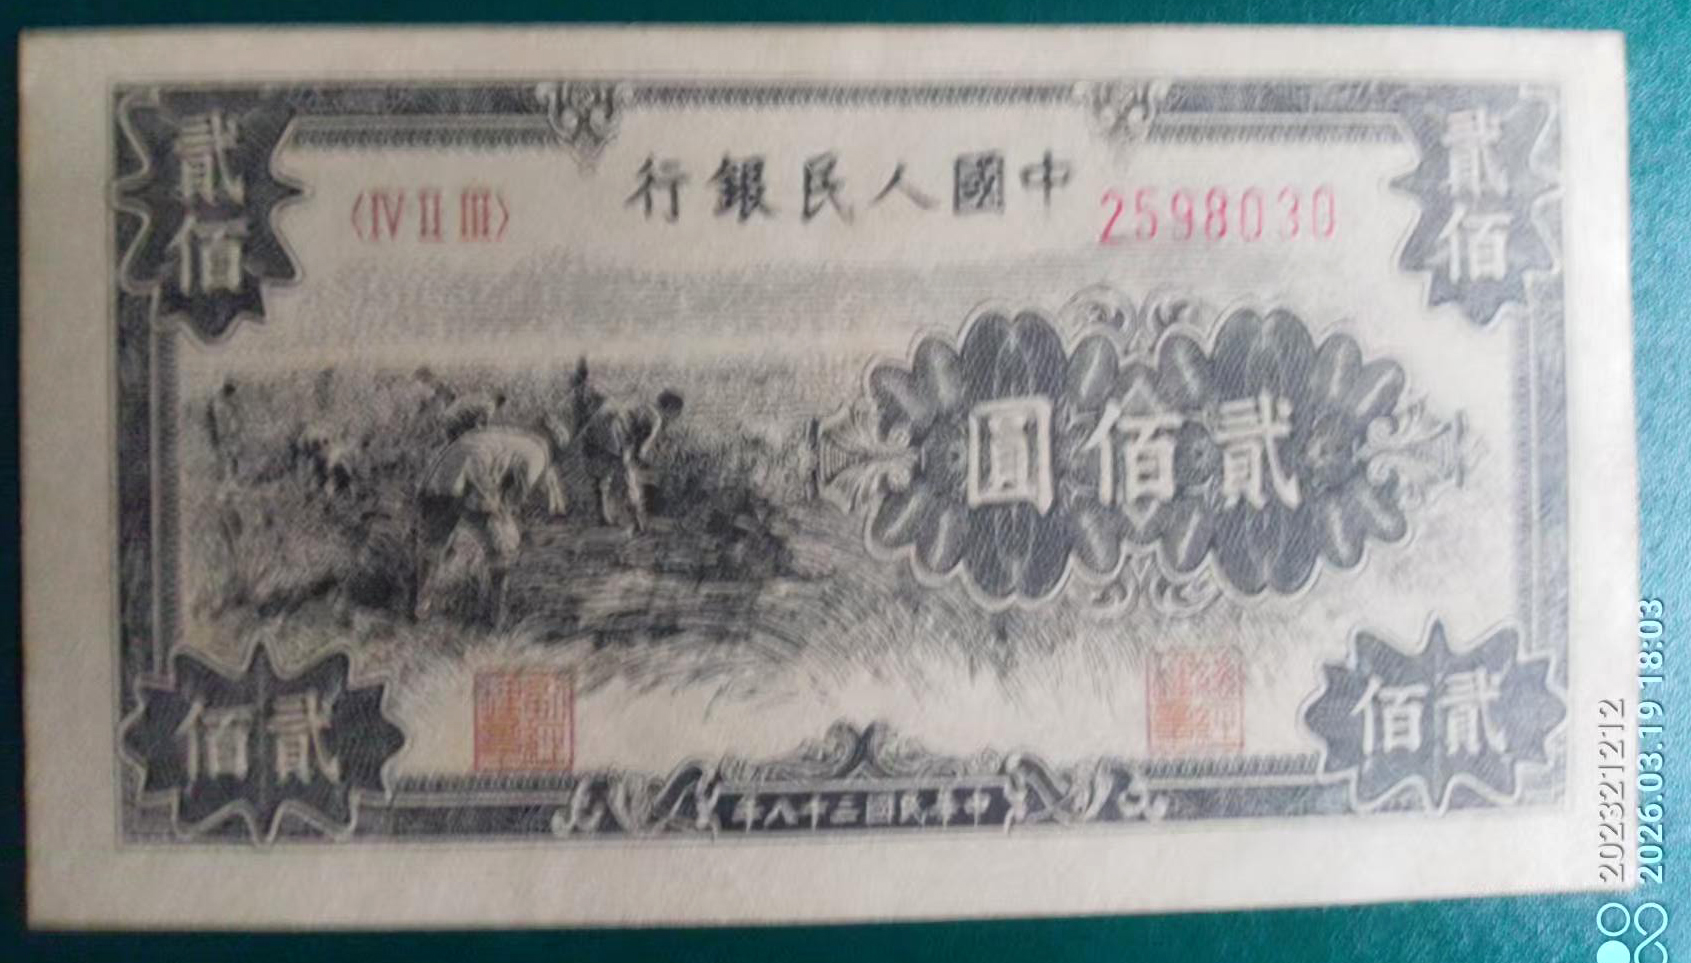 中國人民銀行
〈IV II III〉
2598030
貳佰
貳佰
貳佰圓
貳佰
貳佰
中華民國三十八年
202321212
2026.03.19 18:03